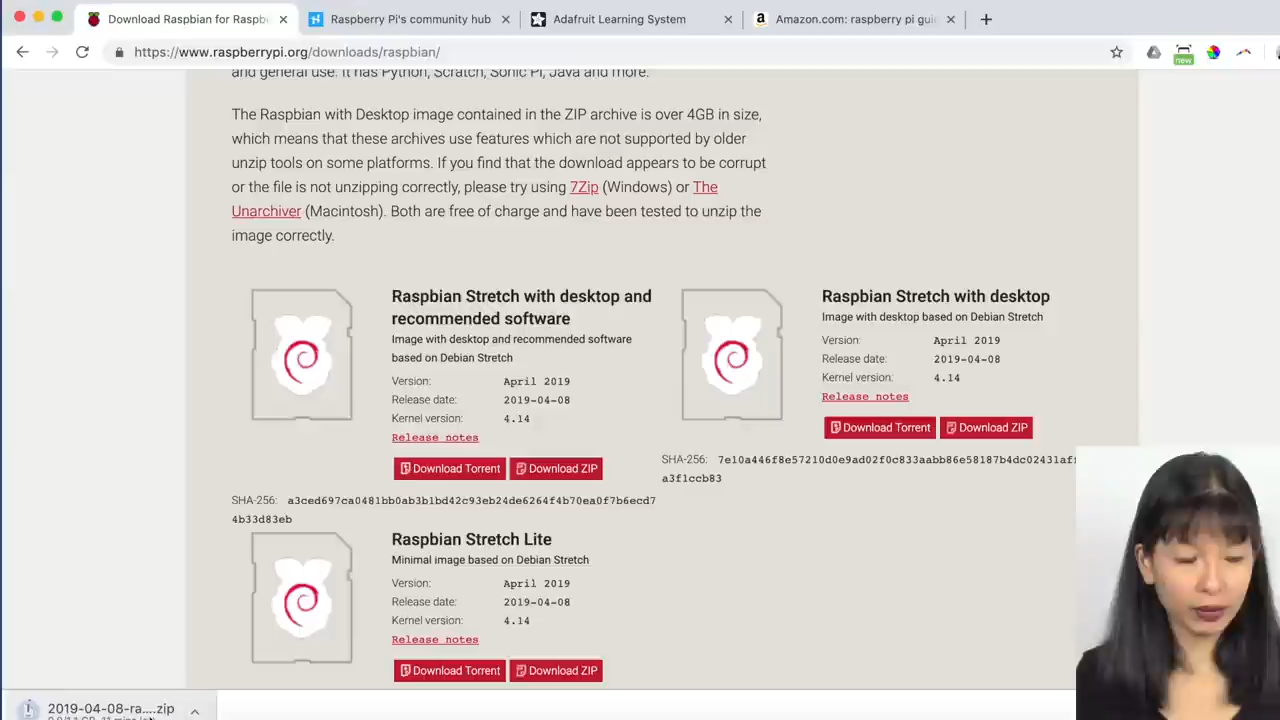 Download Raspbian for Raspbe
Raspberry Pi's community hub
Adafruit Learning System
Amazon.com: raspberry pi guid
https://www.raspberrypi.org/downloads/raspbian/
new
and general use. It has Python, Scratch, Sonic Pi, Java and more.
The Raspbian with Desktop image contained in the ZIP archive is over 4GB in size,
which means that these archives use features which are not supported by older
unzip tools on some platforms. If you find that the download appears to be corrupt
or the file is not unzipping correctly, please try using 7Zip (Windows) or The
Unarchiver (Macintosh). Both are free of charge and have been tested to unzip the
image correctly.
Raspbian Stretch with desktop and
recommended software
Image with desktop and recommended software
based on Debian Stretch
Version: April 2019
Release date: 2019-04-08
Kernel version: 4.14
Release notes
Download Torrent Download ZIP
SHA-256: a3ced697ca0481bb0ab3b1bd42c93eb24de6264f4b70ea0f7b6ecd7
4b33d83eb
Raspbian Stretch with desktop
Image with desktop based on Debian Stretch
Version: April 2019
Release date: 2019-04-08
Kernel version: 4.14
Release notes
Download Torrent Download ZIP
SHA-256: 7e10a446f8e57210d0e9ad02f0c833aabb86e58187b4dc02431aff
a3f1ccb83
Raspbian Stretch Lite
Minimal image based on Debian Stretch
Version: April 2019
Release date: 2019-04-08
Kernel version: 4.14
Release notes
Download Torrent Download ZIP
2019-04-08-ra....zip